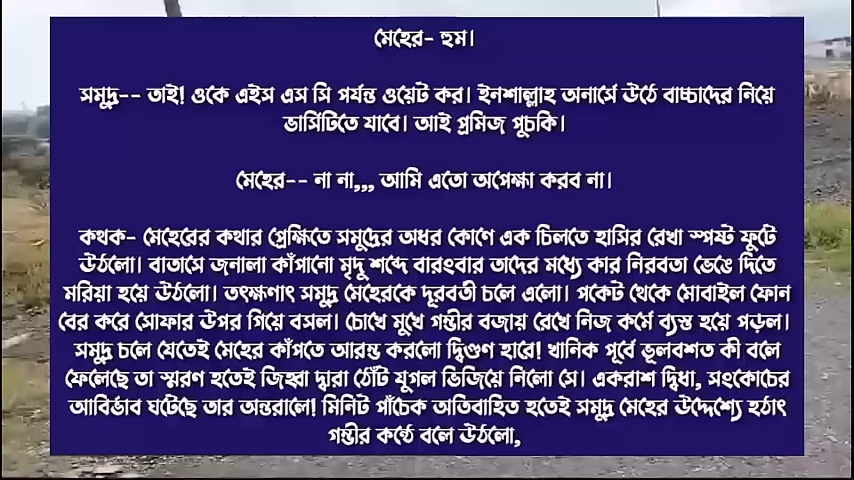 মেহের- হুম।
সমুদ্র-- তাই! ওকে এইস এস সি পর্যন্ত ওয়েট কর। ইনশাল্লাহ অনার্সে উঠে বাচ্চাদের নিয়ে
ভার্সিটিতে যাবে। আই প্রমিজ পুচকি।
মেহের-- না না,,, আমি এতো অপেক্ষা করব না।
কথক- মেহেরের কথার প্রেক্ষিতে সমুদ্রের অধর কোণে এক চিলতে হাসির রেখা স্পষ্ট ফুটে
উঠলো। বাতাসে জনালা কাঁপানো মৃদু শব্দে বারংবার তাদের মধ্যে কার নিরবতা ভেঙে দিতে
মরিয়া হয়ে উঠলো। তৎক্ষণাৎ সমুদ্র মেহেরকে দূরবর্তী চলে এলো। পকেট থেকে মোবাইল ফোন
বের করে সোফার উপর গিয়ে বসল। চোখে মুখে গম্ভীর বজায় রেখে নিজ কর্মে ব্যস্ত হয়ে পড়ল।
সমুদ্র চলে যেতেই মেহের কাঁপতে আরম্ভ করলো দ্বিগুণ হারে! খানিক পূর্বে ভূলবশত কী বলে
ফেলেছে তা স্মরণ হতেই জিহ্বা দ্বারা ঠোঁট যুগল ভিজিয়ে নিলো সে। একরাশ দ্বিধা, সংকোচের
আবির্ভাব ঘটেছে তার অন্তরালে! মিনিট পাঁচেক অতিবাহিত হতেই সমুদ্র মেহের উদ্দেশ্যে হঠাৎ
গম্ভীর কন্ঠে বলে উঠলো,